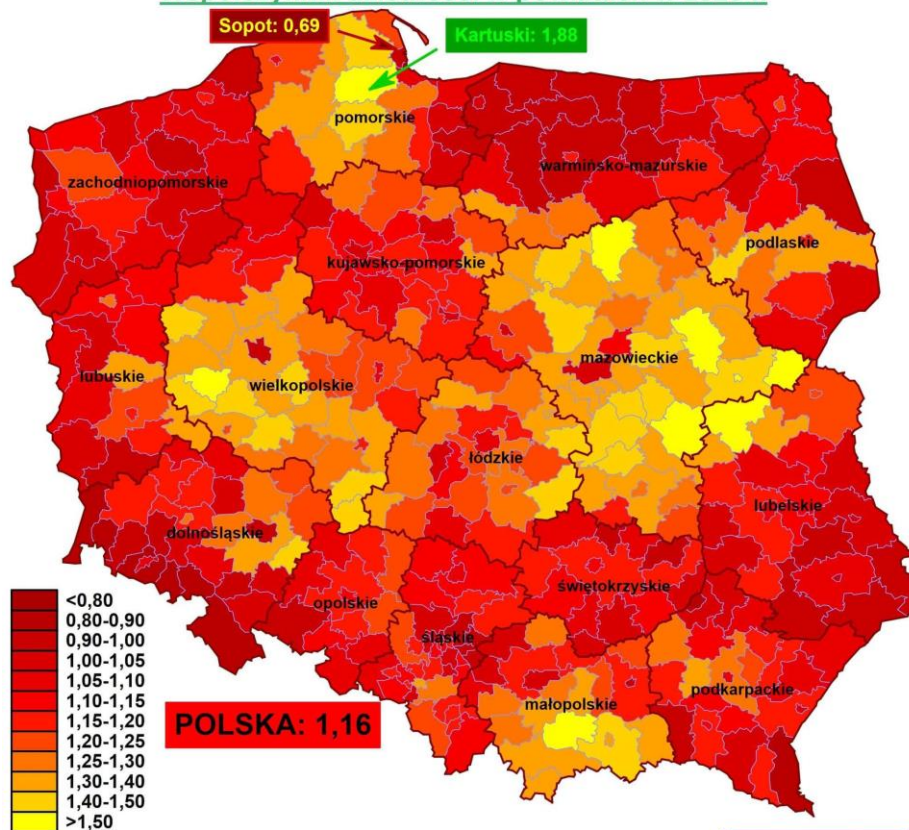 Sopot: 0,69
Kartuski: 1,88
pomorskie
zachodniopomorskie
warmińsko-mazurskie
podlaskie
kujawsko-pomorskie
mazowieckie
lubuskie
wielkopolskie
łódzkie
lubelskie
dolnośląskie
świętokrzyskie
opolskie
śląskie
podkarpackie
małopolskie
POLSKA: 1,16
<0,80
0,80-0,90
0,90-1,00
1,00-1,05
1,05-1,10
1,10-1,15
1,15-1,20
1,20-1,25
1,25-1,30
1,30-1,40
1,40-1,50
>1,50